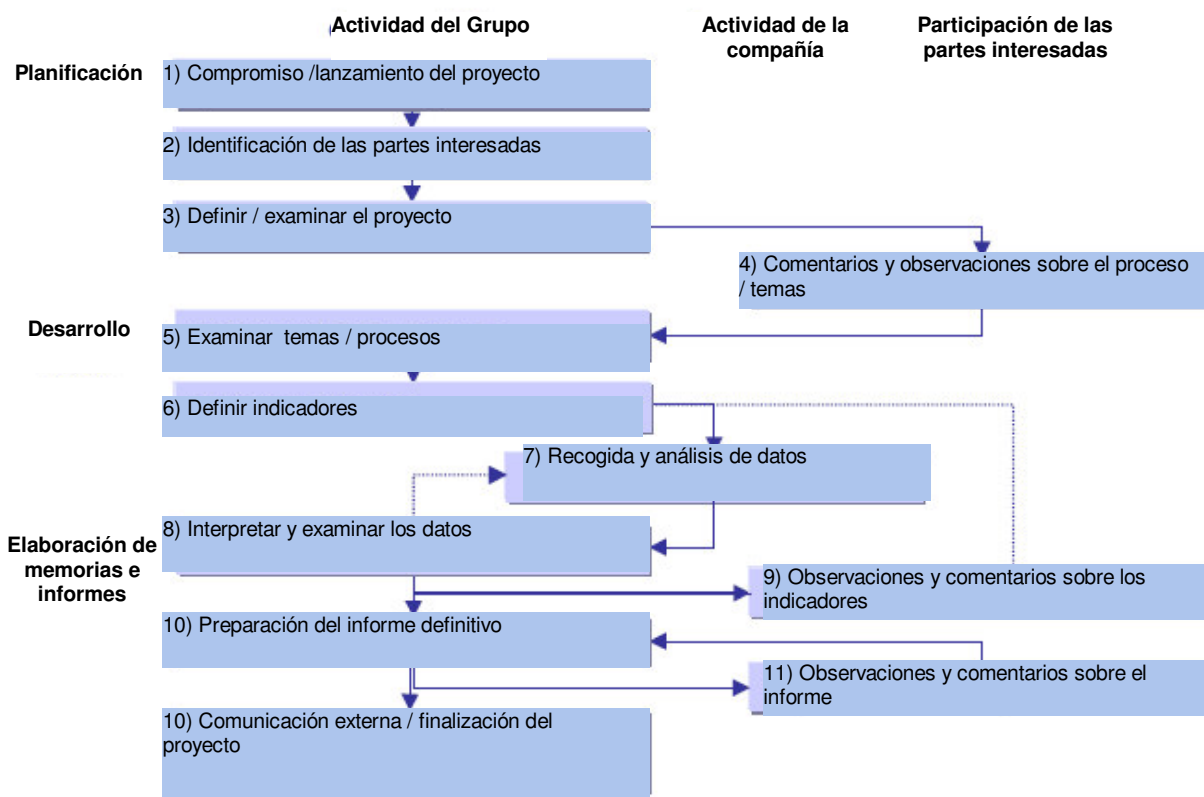 Actividad del Grupo
Actividad de la
compañía
Participación de las
partes interesadas
Planificación
1) Compromiso /lanzamiento del proyecto
2) Identificación de las partes interesadas
3) Definir / examinar el proyecto
4) Comentarios y observaciones sobre el proceso
/ temas
Desarrollo
5) Examinar temas / procesos
6) Definir indicadores
7) Recogida y análisis de datos
8) Interpretar y examinar los datos
Elaboración de
memorias e
informes
9) Observaciones y comentarios sobre los
indicadores
10) Preparación del informe definitivo
11) Observaciones y comentarios sobre el
informe
10) Comunicación externa / finalización del
proyecto